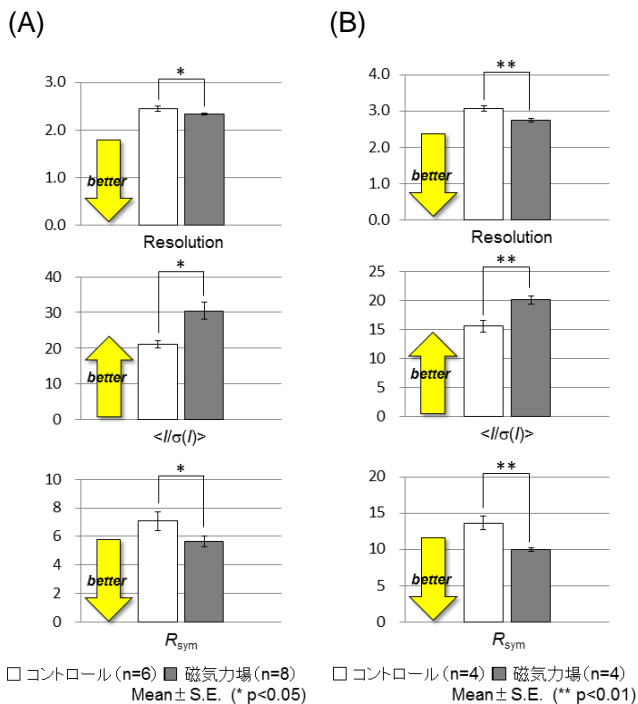 (A)
*
3.0
2.0
1.0
0.0
better
Resolution
*
40
30
20
10
0
better
<I/σ(I)>
*
8
6
4
2
0
better
Rsym
コントロール(n=6) 磁気力場(n=8)
Mean± S.E. (* p<0.05)
(B)
**
4.0
3.0
2.0
1.0
0.0
better
Resolution
**
25
20
15
10
5
0
better
<I/σ(I)>
**
20
15
10
5
0
better
Rsym
コントロール(n=4) 磁気力場(n=4)
Mean± S.E. (** p<0.01)